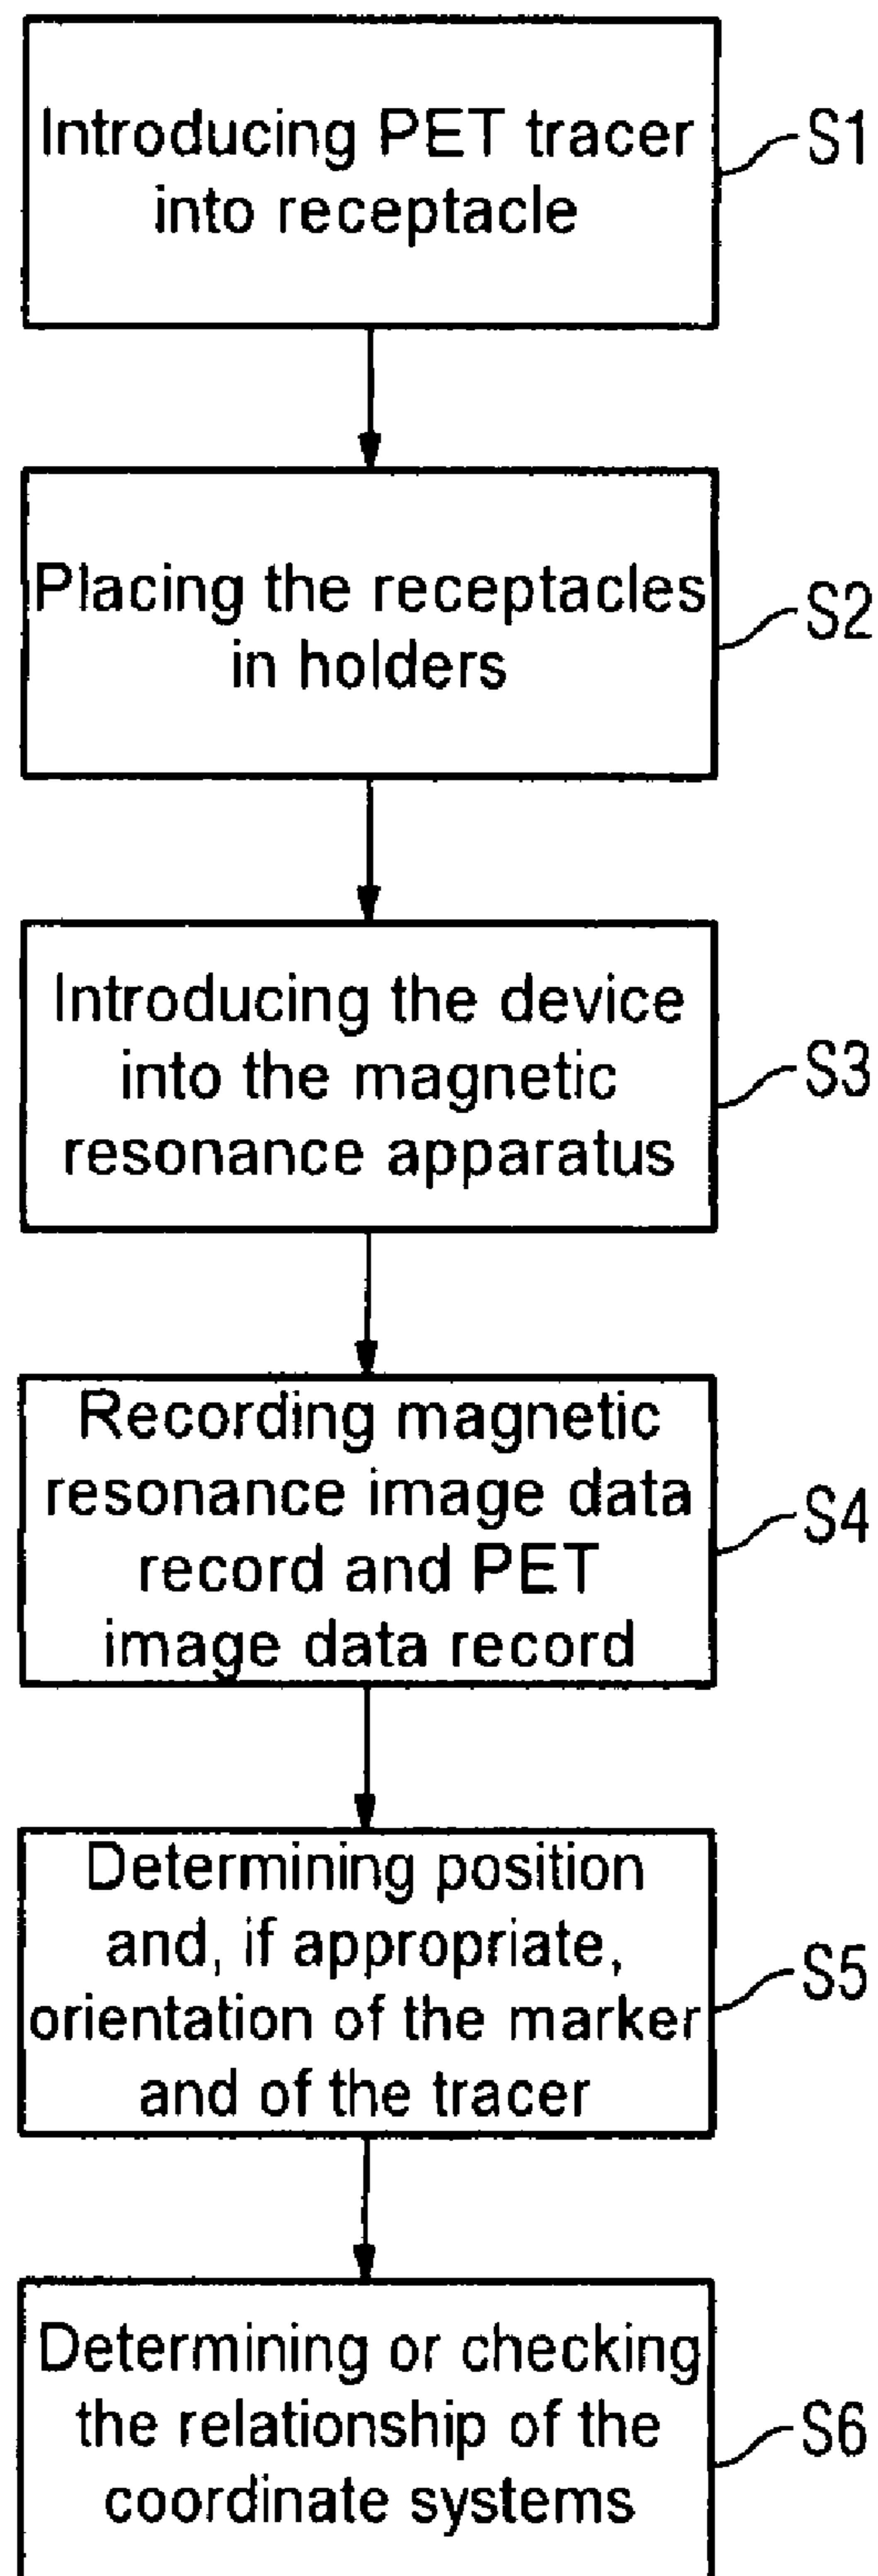 Introducing PET tracer
into receptacle
S1
Placing the receptacles
in holders
S2
Introducing the device
into the magnetic
resonance apparatus
S3
Recording magnetic
resonance image data
record and PET
image data record
S4
Determining position
and, if appropriate,
orientation of the marker
and of the tracer
S5
Determining or checking
the relationship of the
coordinate systems
S6